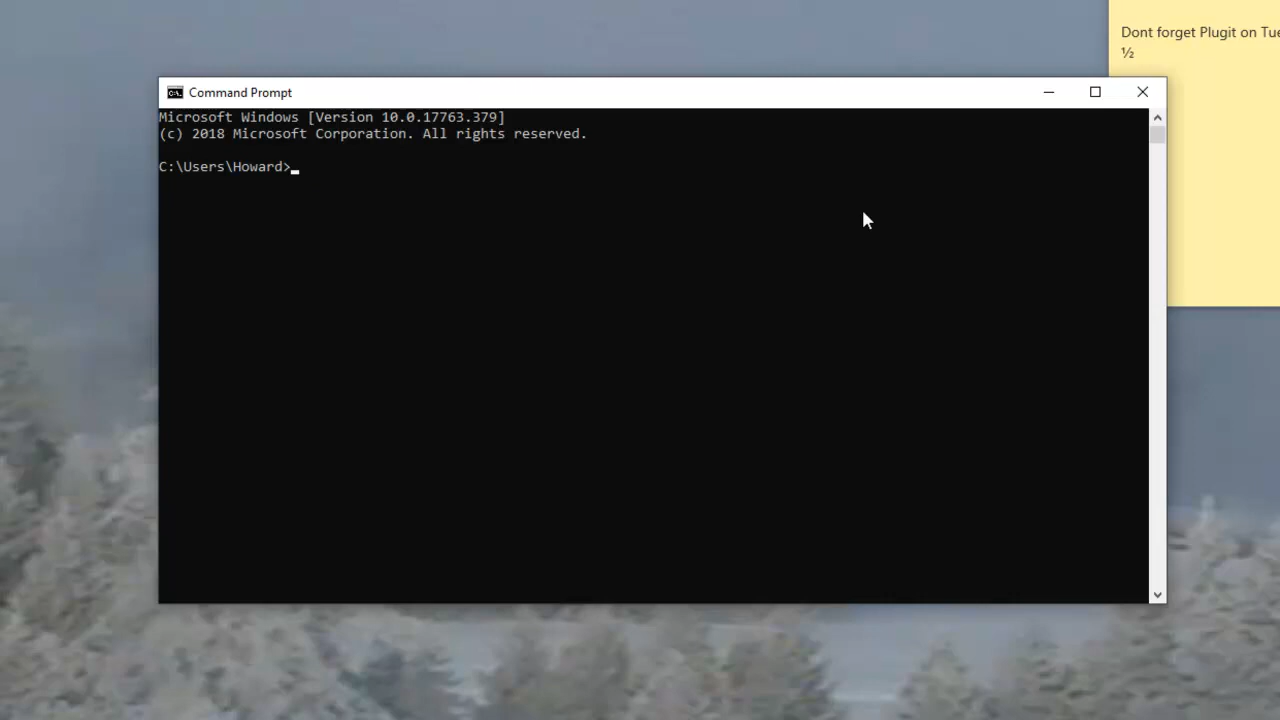 Dont forget Plugit on Tue
½
Command Prompt
Microsoft Windows [Version 10.0.17763.379]
(c) 2018 Microsoft Corporation. All rights reserved.
C:\Users\Howard>